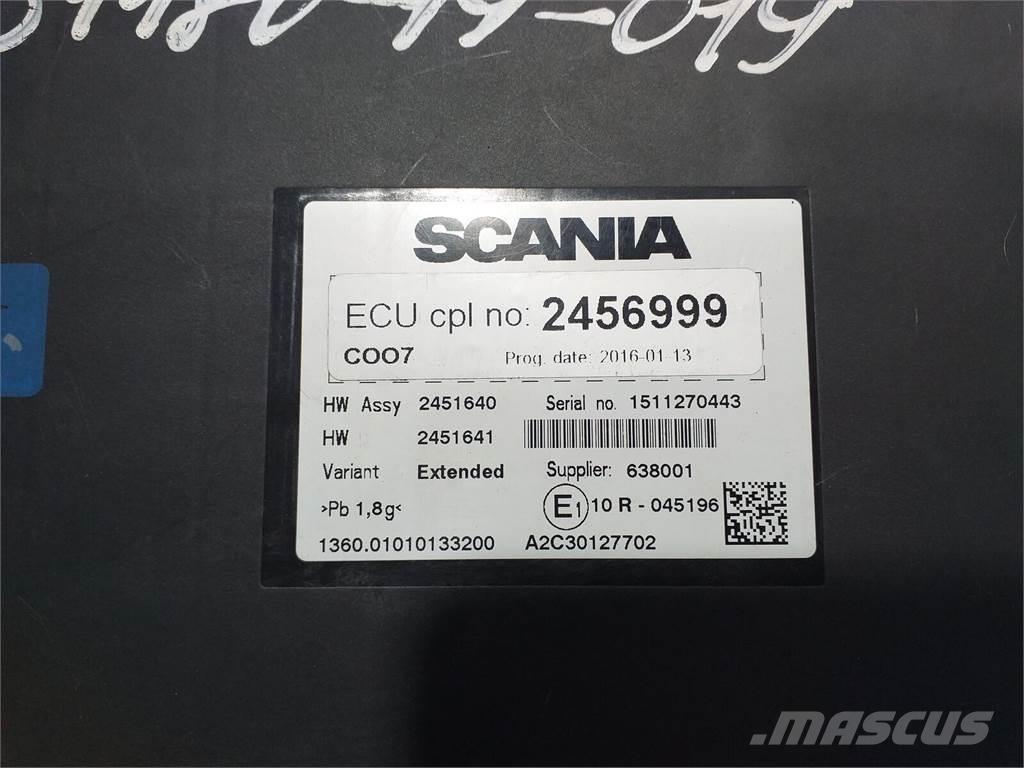 SCANIA
ECU cpl no: 2456999
COO7 Prog. date: 2016-01-13
HW Assy 2451640 Serial no. 1511270443
HW 2451641
Variant Extended Supplier: 638001
>Pb 1,8g< E1 10 R - 045196
1360.01010133200 A2C30127702
MASCUS